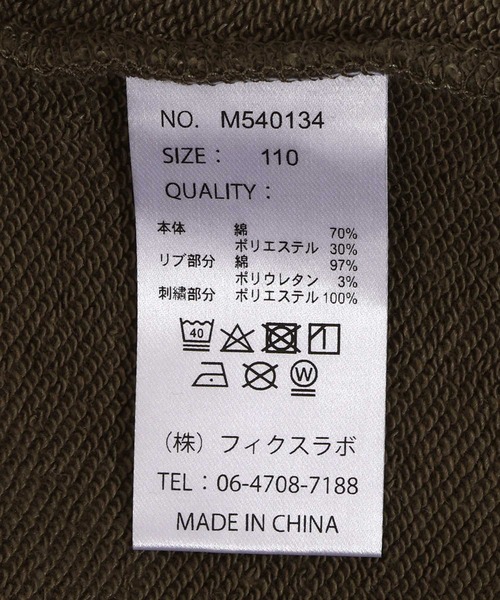 NO. M540134
SIZE： 110
QUALITY：
本体 綿 70%
ポリエステル 30%
リブ部分 綿 97%
ポリウレタン 3%
刺繍部分 ポリエステル 100%
40
W
（株）フィクスラボ
TEL：06-4708-7188
MADE IN CHINA